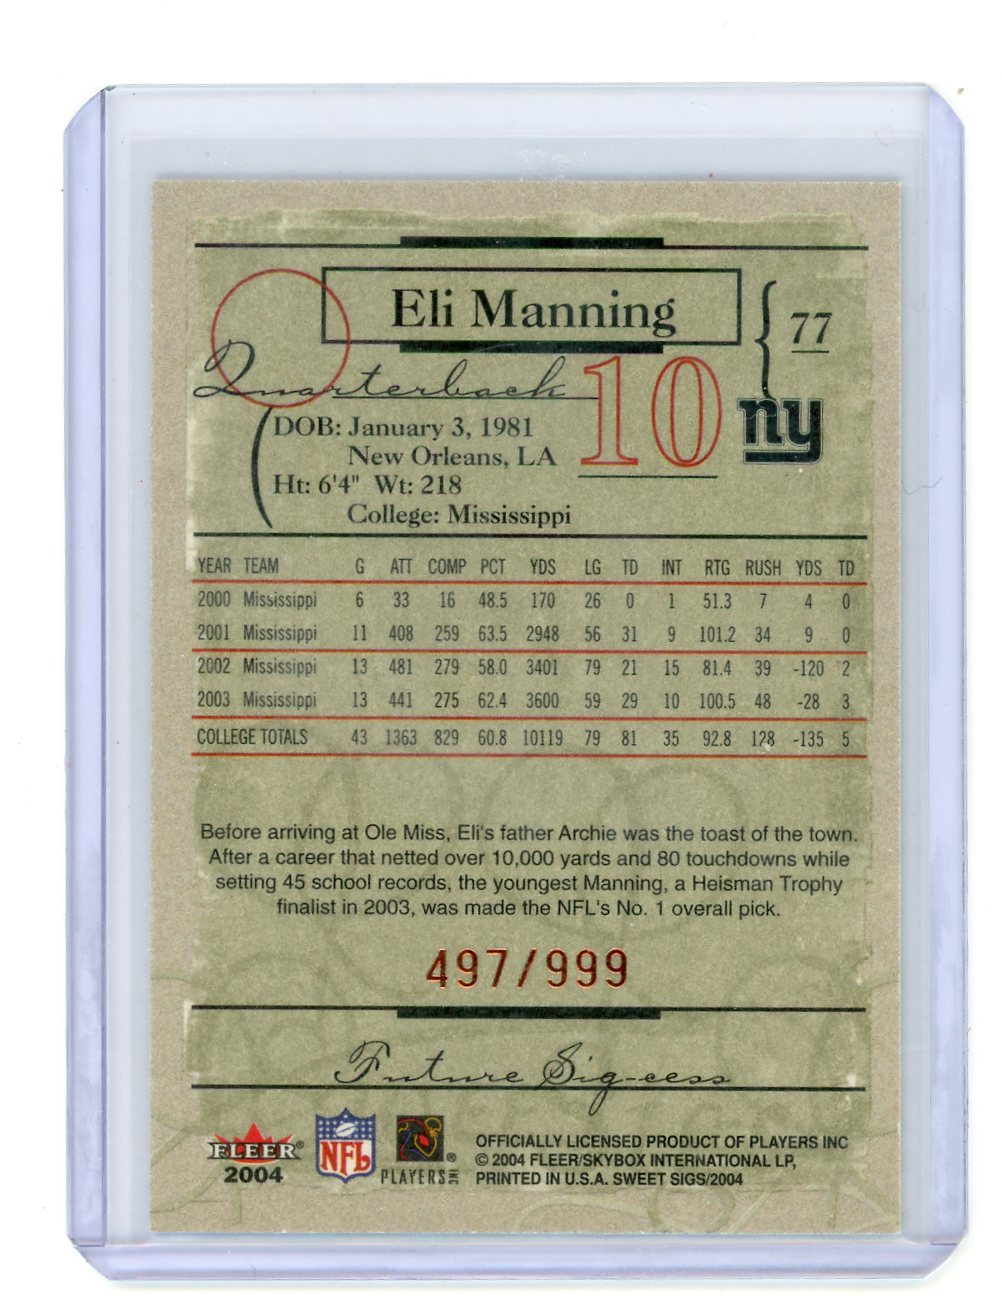 Eli Manning
77
Quarterback
10
ny
DOB: January 3, 1981
New Orleans, LA
Ht: 6'4" Wt: 218
College: Mississippi
YEAR TEAM G ATT COMP PCT YDS LG TD INT RTG RUSH YDS TD
2000 Mississippi 6 33 16 48.5 170 26 0 1 51.3 7 4 0
2001 Mississippi 11 408 259 63.5 2948 56 31 9 101.2 34 9 0
2002 Mississippi 13 481 279 58.0 3401 79 21 15 81.4 39 -120 2
2003 Mississippi 13 441 275 62.4 3600 59 29 10 100.5 48 -28 3
COLLEGE TOTALS 43 1363 829 60.8 10119 79 81 35 92.8 128 -135 5
Before arriving at Ole Miss, Eli's father Archie was the toast of the town.
After a career that netted over 10,000 yards and 80 touchdowns while
setting 45 school records, the youngest Manning, a Heisman Trophy
finalist in 2003, was made the NFL's No. 1 overall pick.
497/999
Future Sig-cess
FLEER®
2004
NFL
PLAYERS INC
®
OFFICIALLY LICENSED PRODUCT OF PLAYERS INC
© 2004 FLEER/SKYBOX INTERNATIONAL LP,
PRINTED IN U.S.A. SWEET SIGS/2004